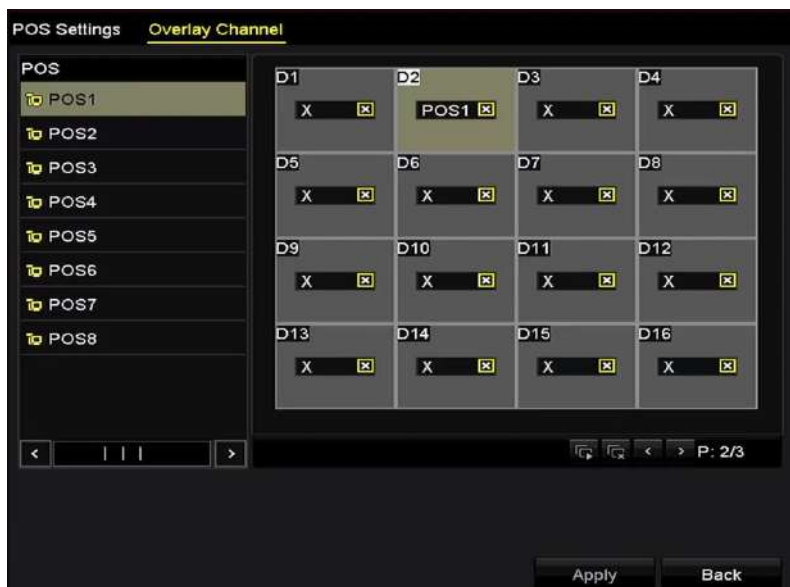 POS Settings Overlay Channel
POS
POS1
POS2
POS3
POS4
POS5
POS6
POS7
POS8
D1 D2 D3 D4
X POS1 X X
D5 D6 D7 D8
X X X X
D9 D10 D11 D12
X X X X
D13 D14 D15 D16
X X X X
P: 2/3
Apply Back